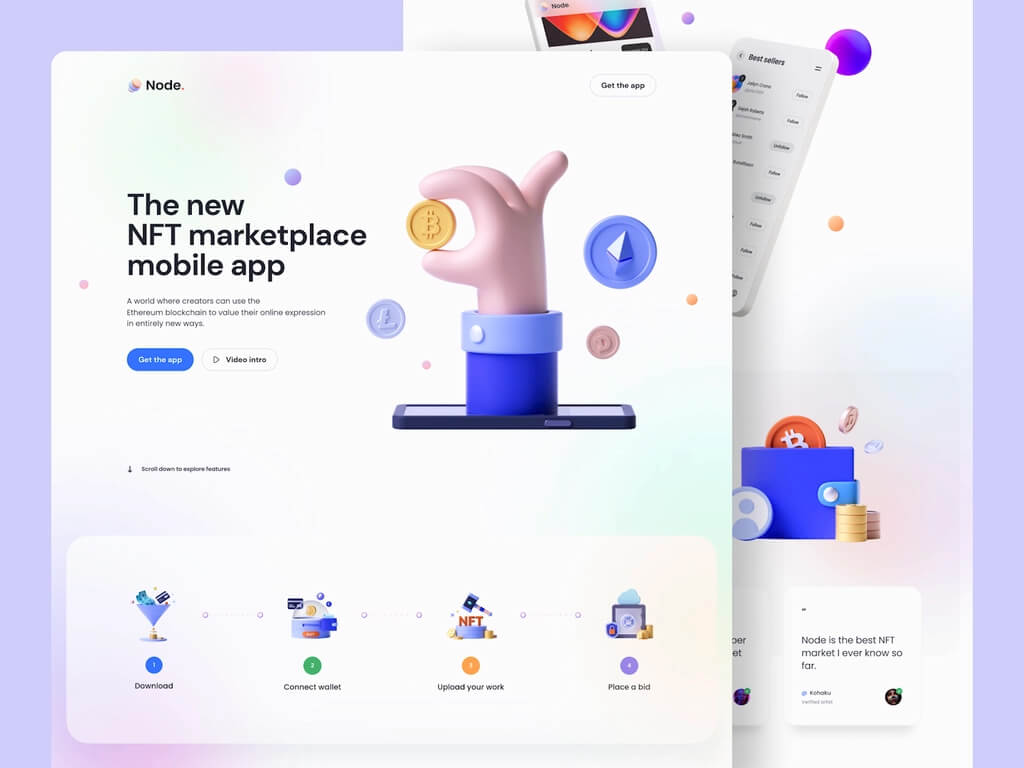 Node.
Get the app
The new
NFT marketplace
mobile app
A world where creators can use the
Ethereum blockchain to value their online expression
in entirely new ways.
Get the app
Video intro
Scroll down to explore features
NFT
1
2
3
4
Download
Connect wallet
Upload your work
Place a bid
Node.
Best sellers
Jaslyn Crona
Follow
Follow
Unfollow
Follow
Unfollow
Follow
Follow
Follow
Node is the best NFT
market I ever know so
far.
Kohaku
Verified artist